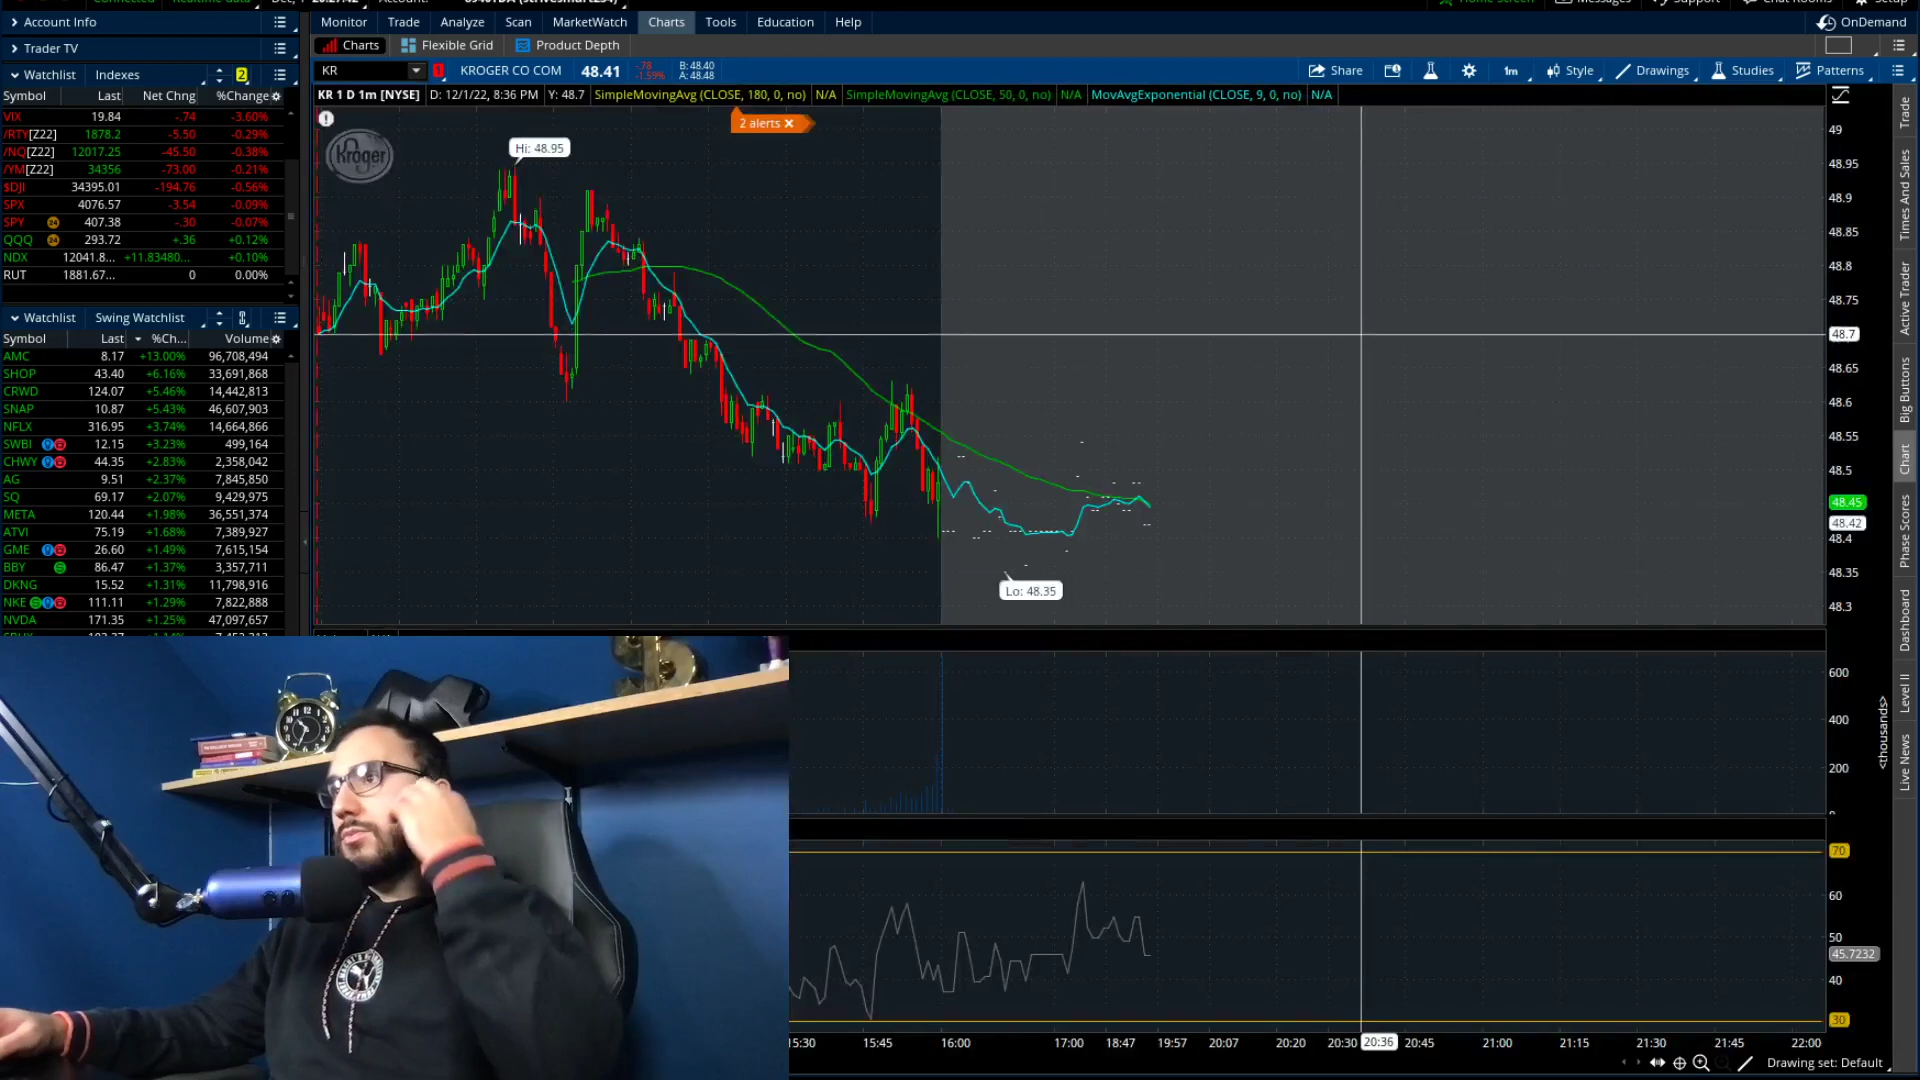 Account Info
Monitor Trade Analyze Scan MarketWatch Charts Tools Education Help OnDemand
Trader TV
Charts Flexible Grid Product Depth
Watchlist Indexes 2
KR 1 KROGER CO COM 48.41 -.78 -1.59% B: 48.40 A: 48.48 Share 1m Style Drawings Studies Patterns
Symbol Last Net Chng %Change
KR 1 D 1m [NYSE] D: 12/1/22, 8:36 PM Y: 48.7 SimpleMovingAvg (CLOSE, 180, 0, no) N/A SimpleMovingAvg (CLOSE, 50, 0, no) N/A MovAvgExponential (CLOSE, 9, 0, no) N/A
VIX 19.84 -.74 -3.60%
/RTY[Z22] 1878.2 -5.50 -0.29%
/NQ[Z22] 12017.25 -45.50 -0.38%
/YM[Z22] 34356 -73.00 -0.21%
$DJI 34395.01 -194.76 -0.56%
SPX 4076.57 -3.54 -0.09%
SPY 24 407.38 -.30 -0.07%
QQQ 24 293.72 +.36 +0.12%
NDX 12041.8... +11.83480... +0.10%
RUT 1881.67... 0 0.00%
Watchlist Swing Watchlist
Symbol Last %Ch... Volume
AMC 8.17 +13.00% 96,708,494
SHOP 43.40 +6.16% 33,691,868
CRWD 124.07 +5.46% 14,442,813
SNAP 10.87 +5.43% 46,607,903
NFLX 316.95 +3.74% 14,664,866
SWBI 12.15 +3.23% 499,164
CHWY 44.35 +2.83% 2,358,042
AG 9.51 +2.37% 7,845,850
SQ 69.17 +2.07% 9,429,975
META 120.44 +1.98% 36,551,374
ATVI 75.19 +1.68% 7,389,927
GME 26.60 +1.49% 7,615,154
BBY 86.47 +1.37% 3,357,711
DKNG 15.52 +1.31% 11,798,916
NKE 111.11 +1.29% 7,822,888
NVDA 171.35 +1.25% 47,097,657
2 alerts
Kroger
Hi: 48.95
Lo: 48.35
49
48.95
48.9
48.85
48.8
48.75
48.7
48.65
48.6
48.55
48.5
48.45
48.42
48.4
48.35
48.3
600
400
200
0
<thousands>
70
60
50
45.7232
40
30
15:30 15:45 16:00 17:00 18:47 19:57 20:07 20:20 20:30 20:36 20:45 21:00 21:15 21:30 21:45 22:00
Drawing set: Default
Trade
Times And Sales
Active Trader
Big Buttons
Chart
Phase Scores
Dashboard
Level II
Live News